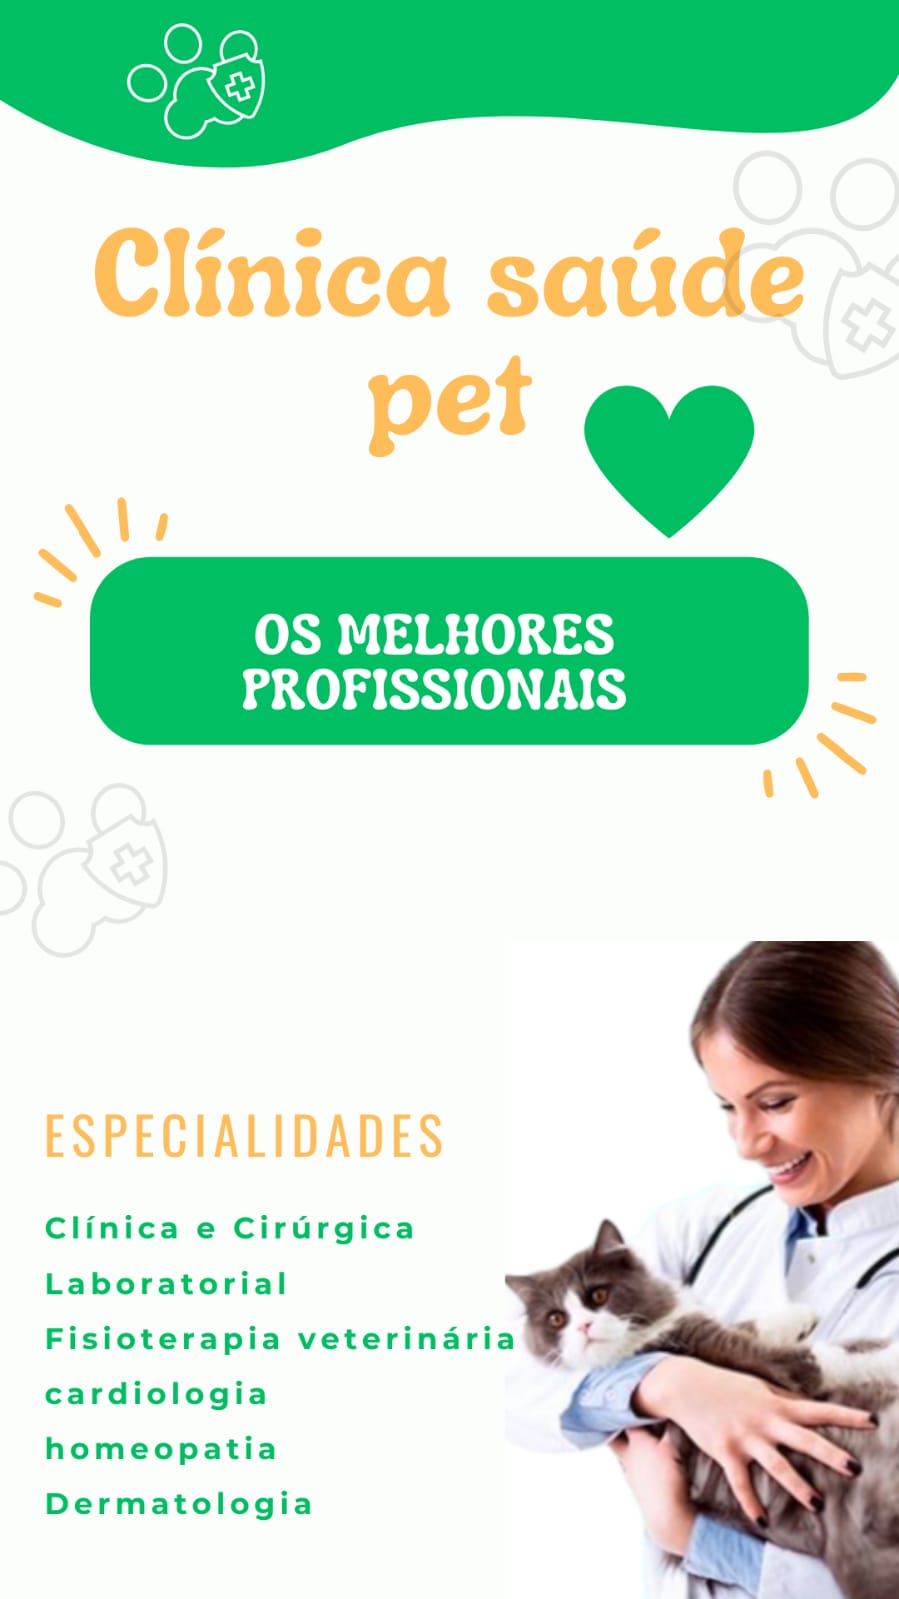 Clínica saúde
pet
OS MELHORES
PROFISSIONAIS
ESPECIALIDADES
Clínica e Cirúrgica
Laboratorial
Fisioterapia veterinária
cardiologia
homeopatia
Dermatologia